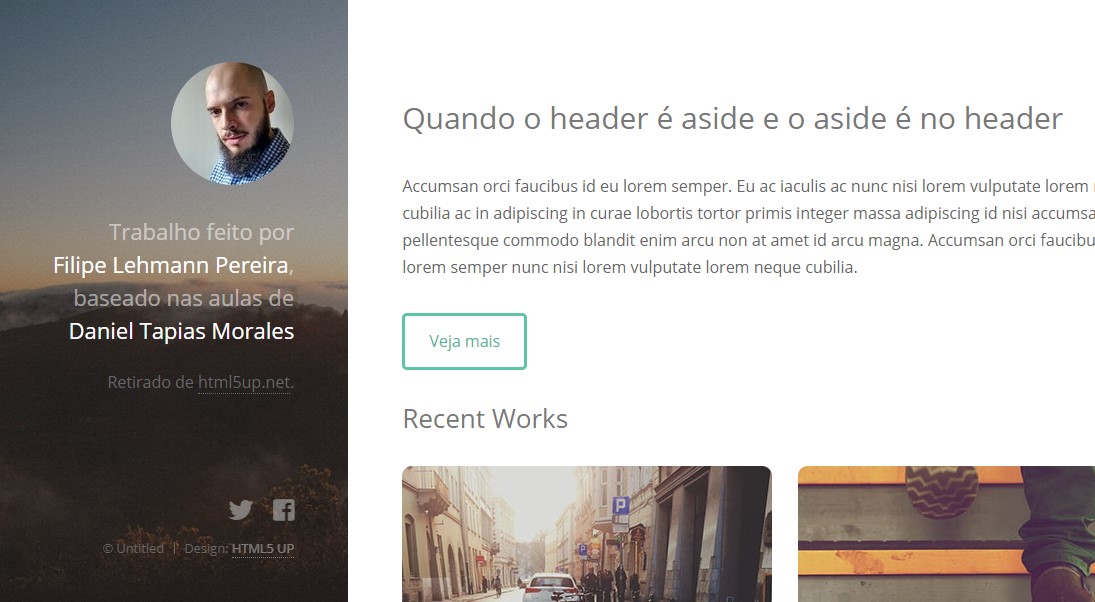 Trabalho feito por
Filipe Lehmann Pereira,
baseado nas aulas de
Daniel Tapias Morales
Retirado de html5up.net.
© Untitled | Design: HTML5 UP
Quando o header é aside e o aside é no header
Accumsan orci faucibus id eu lorem semper. Eu ac iaculis ac nunc nisi lorem vulputate lorem
cubilia ac in adipiscing in curae lobortis tortor primis integer massa adipiscing id nisi accumsa
pellentesque commodo blandit enim arcu non at amet id arcu magna. Accumsan orci faucibu
lorem semper nunc nisi lorem vulputate lorem neque cubilia.
Veja mais
Recent Works
P
P